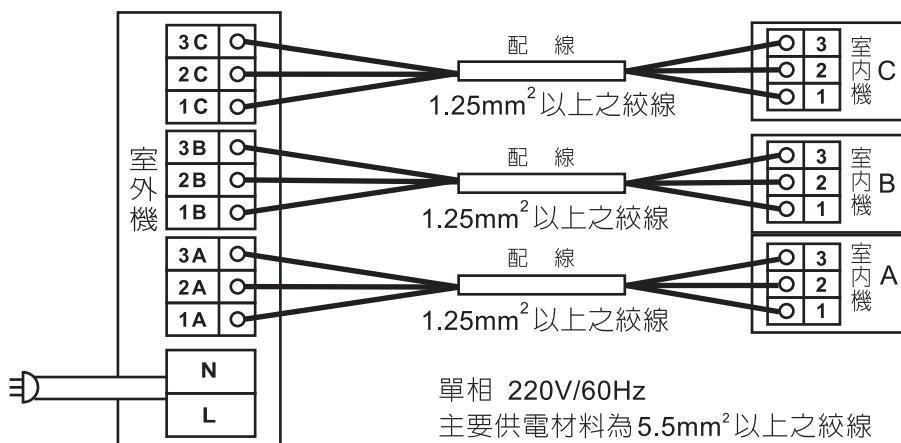 室外機
3C
2C
1C
3B
2B
1B
3A
2A
1A
N
L
配 線
1.25mm²以上之絞線
配 線
1.25mm²以上之絞線
配 線
1.25mm²以上之絞線
3
2
1
室內機 C
3
2
1
室內機 B
3
2
1
室內機 A
單相 220V/60Hz
主要供電材料為5.5mm²以上之絞線